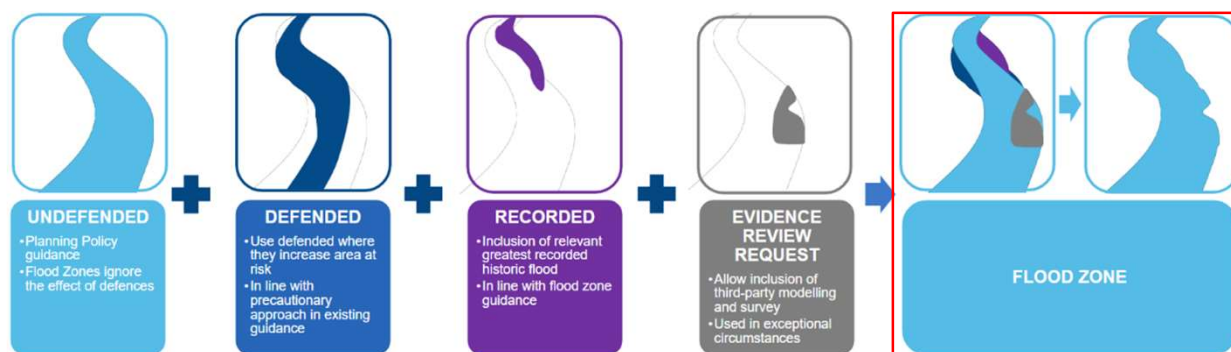 UNDEFENDED
•Planning Policy
guidance
•Flood Zones ignore
the effect of defences
DEFENDED
•Use defended where
they increase area at
risk
•In line with
precautionary
approach in existing
guidance
RECORDED
•Inclusion of relevant
greatest recorded
historic flood
•In line with flood zone
guidance
EVIDENCE
REVIEW
REQUEST
•Allow inclusion of
third-party modelling
and survey
•Used in exceptional
circumstances
FLOOD ZONE